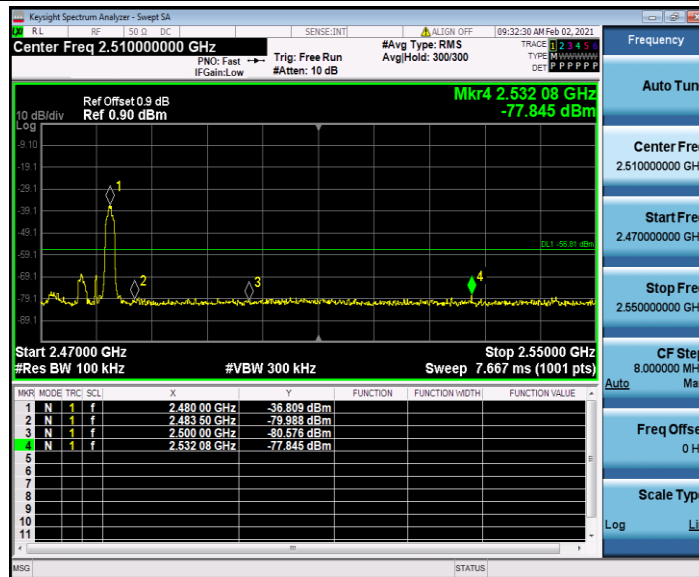 Keysight Spectrum Analyzer - Swept SA
RL RF 50 Ω DC SENSE:INT ALIGN OFF 09:32:30 AM Feb 02, 2021
Center Freq 2.510000000 GHz
PNO: Fast
IFGain:Low
Trig: Free Run
#Atten: 10 dB
#Avg Type: RMS
Avg|Hold: 300/300
TRACE 1 2 3 4 5 6
TYPE M
DET P P P P P P
Frequency
Mkr4 2.532 08 GHz
-77.845 dBm
Ref Offset 0.9 dB
10 dB/div Ref 0.90 dBm
Log
-9.10
-19.1
-29.1
-39.1
-49.1
-59.1
-69.1
-79.1
-89.1
1
2
3
4
DL1 -56.81 dBm
Start 2.47000 GHz Stop 2.55000 GHz
#Res BW 100 kHz #VBW 300 kHz Sweep 7.667 ms (1001 pts)
MKR MODE TRC SCL X Y FUNCTION FUNCTION WIDTH FUNCTION VALUE
1 N 1 f 2.480 00 GHz -36.809 dBm
2 N 1 f 2.483 50 GHz -79.988 dBm
3 N 1 f 2.500 00 GHz -80.576 dBm
4 N 1 f 2.532 08 GHz -77.845 dBm
5
6
7
8
9
10
11
Auto Tun
Center Fre
2.510000000 GH
Start Fre
2.470000000 GH
Stop Fre
2.550000000 GH
CF Step
8.000000 MH
Auto Ma
Freq Offse
0 H
Scale Type
Log Li
MSG STATUS